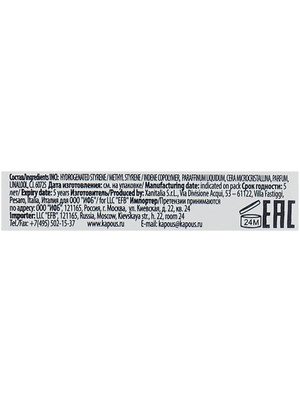 Состав/Ingredients INCI: HYDROGENATED STYRENE/METHYL STYRENE/INDENE COPOLYMER, PARAFFINUM LIQUIDUM, CERA MICROCRISTALLINA, PARFUM,
LINALOOL, C.I. 60725 Дата изготовления: см. на упаковке/ Manufacturing date: indicated on pack Срок годности: 5
лет/ Expiry date: 5 years Изготовитель/Produced by: Xanitalia S.r.L., Via Divisione Acqui, 53 - 61122, Villa Fastiggi,
Pesaro, Italia, Италия для ООО "ИФБ"/ for LLC "EFB" Импортер/Претензии принимаются
по адресу: ООО "ИФБ", 121165, Россия, г. Москва, ул. Киевская, д. 22, кв. 24
Importer: LLC "EFB", 121165, Russia, Moscow, Kievskaya str. 22, room 24
Tel./Fax: +7(495) 502-15-37
www.kapous.ru E-mail: kapous@kapous.ru
24M
EAC